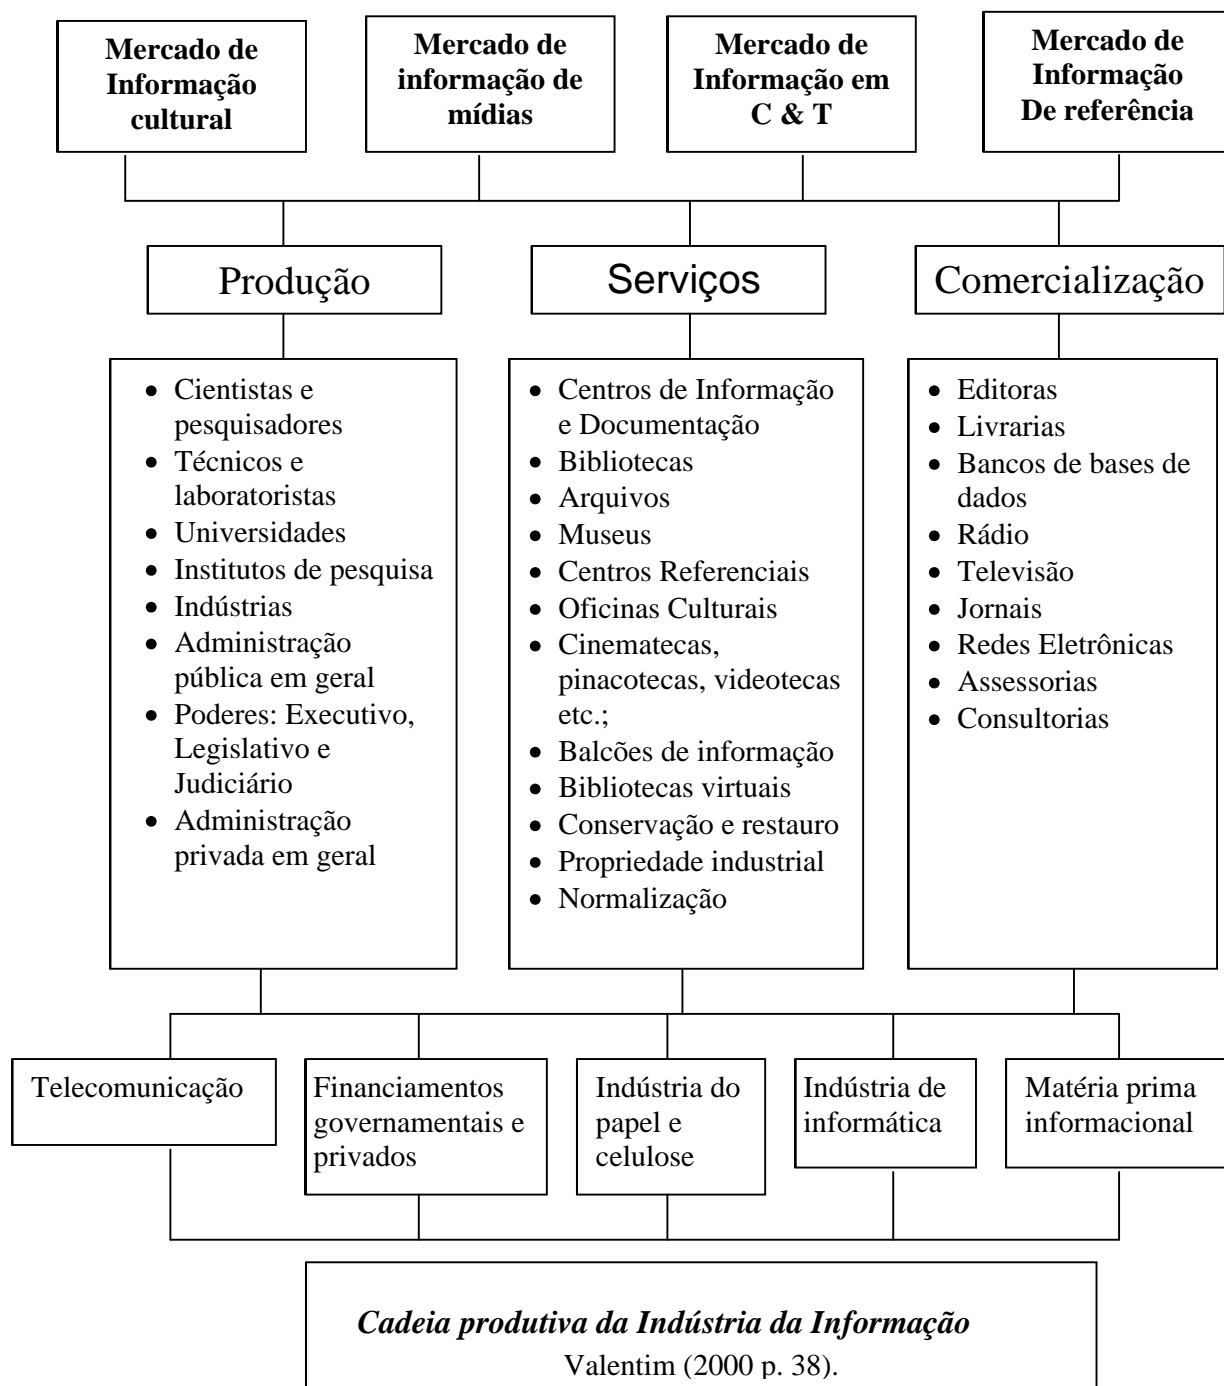 Mercado de
Informação
cultural
Mercado de
informação de
mídias
Mercado de
Informação em
C & T
Mercado de
Informação
De referência
Produção
Serviços
Comercialização
• Cientistas e
pesquisadores
• Técnicos e
laboratoristas
• Universidades
• Institutos de pesquisa
• Indústrias
• Administração
pública em geral
• Poderes: Executivo,
Legislativo e
Judiciário
• Administração
privada em geral
• Centros de Informação
e Documentação
• Bibliotecas
• Arquivos
• Museus
• Centros Referenciais
• Oficinas Culturais
• Cinematecas,
pinacotecas, videotecas
etc.;
• Balcões de informação
• Bibliotecas virtuais
• Conservação e restauro
• Propriedade industrial
• Normalização
• Editoras
• Livrarias
• Bancos de bases de
dados
• Rádio
• Televisão
• Jornais
• Redes Eletrônicas
• Assessorias
• Consultorias
Telecomunicação
Financiamentos
governamentais e
privados
Indústria do
papel e
celulose
Indústria de
informática
Matéria prima
informacional
Cadeia produtiva da Indústria da Informação
Valentim (2000 p. 38).